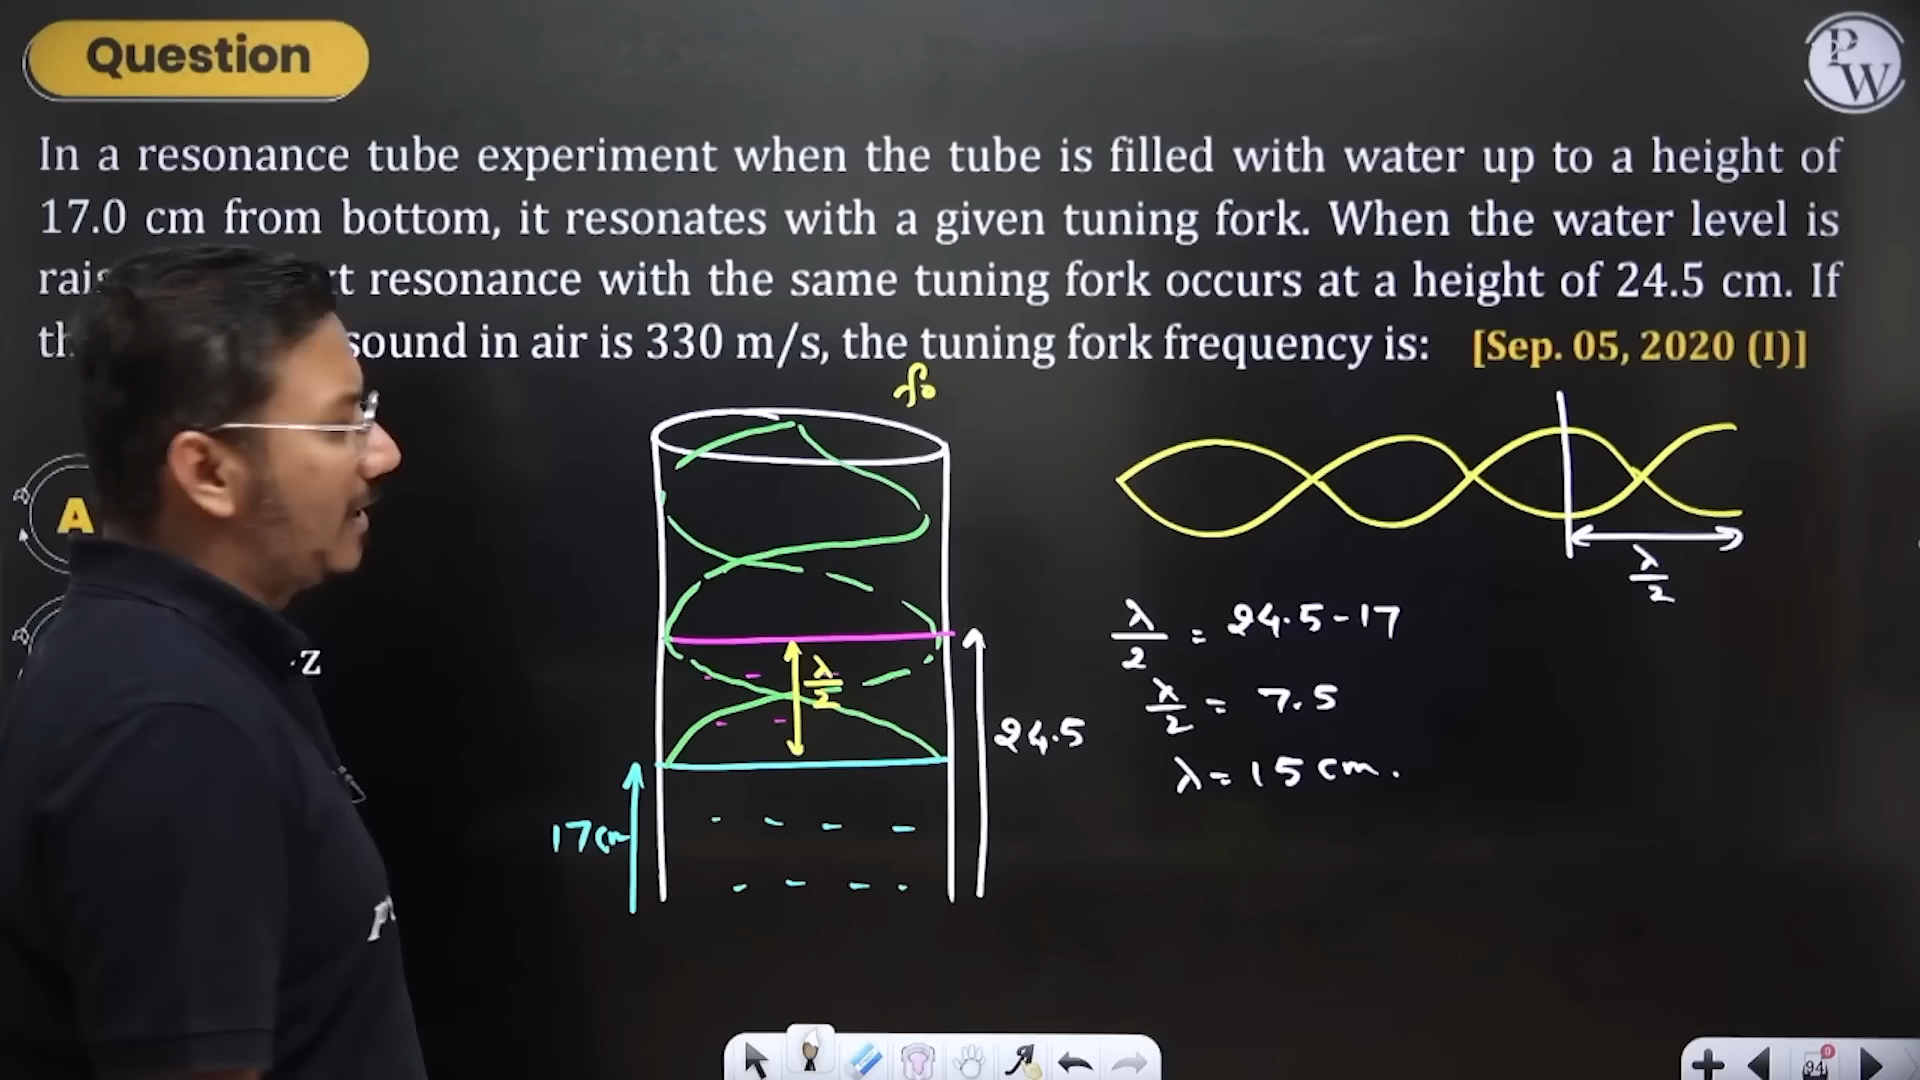 Question
PW
In a resonance tube experiment when the tube is filled with water up to a height of
17.0 cm from bottom, it resonates with a given tuning fork. When the water level is
resonance with the same tuning fork occurs at a height of 24.5 cm. If
sound in air is 330 m/s, the tuning fork frequency is: [Sep. 05, 2020 (I)]
f₀
A
λ/2
λ/2 = 24.5-17
z
λ/2
λ/2 = 7.5
24.5
λ = 15 cm.
17cm
94
0